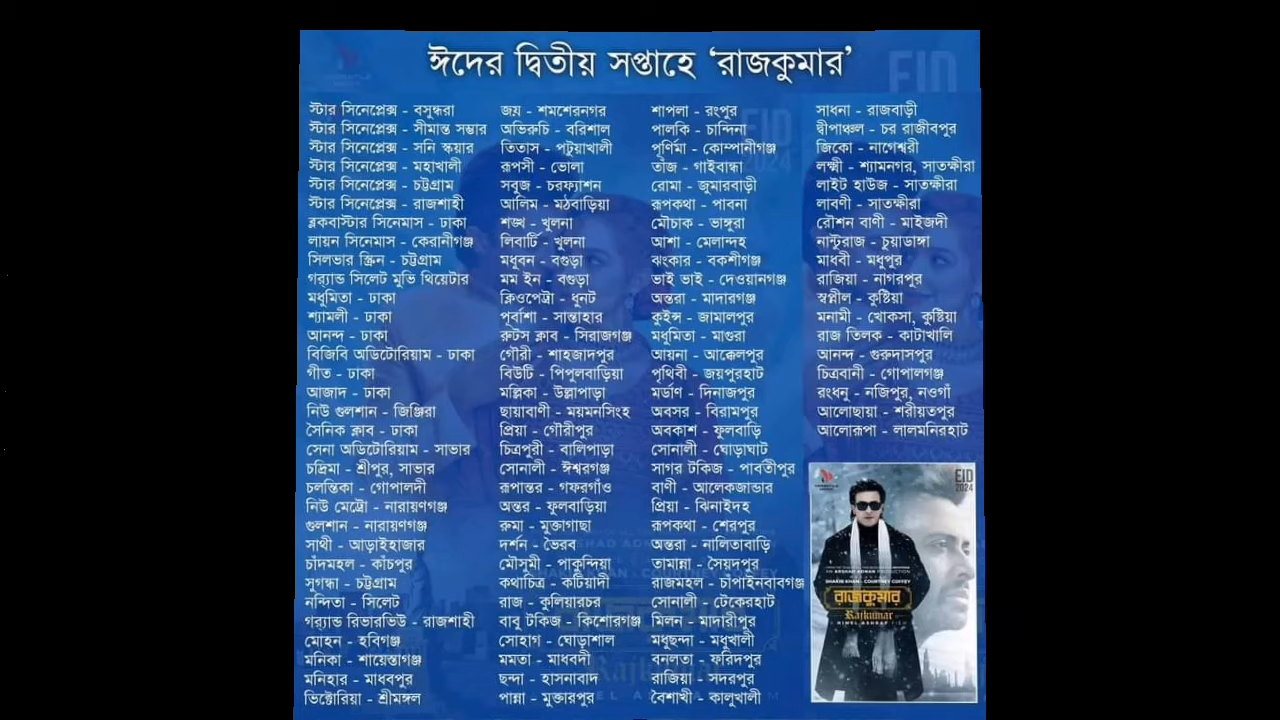 ঈদের দ্বিতীয় সপ্তাহে ‘রাজকুমার’
স্টার সিনেপ্লেক্স - বসুন্ধরা
স্টার সিনেপ্লেক্স - সীমান্ত সম্ভার
স্টার সিনেপ্লেক্স - সনি স্কয়ার
স্টার সিনেপ্লেক্স - মহাখালী
স্টার সিনেপ্লেক্স - চট্টগ্রাম
স্টার সিনেপ্লেক্স - রাজশাহী
ব্লকবাস্টার সিনেমাস - ঢাকা
লায়ন সিনেমাস - কেরানীগঞ্জ
সিলভার স্ক্রিন - চট্টগ্রাম
গর‍্যান্ড সিলেট মুভি থিয়েটার
মধুমিতা - ঢাকা
শ্যামলী - ঢাকা
আনন্দ - ঢাকা
বিজিবি অডিটোরিয়াম - ঢাকা
গীত - ঢাকা
আজাদ - ঢাকা
নিউ গুলশান - জিঞ্জিরা
সৈনিক ক্লাব - ঢাকা
সেনা অডিটোরিয়াম - সাভার
চন্দ্রিমা - শ্রীপুর, সাভার
চলন্তিকা - গোপালদী
নিউ মেট্রো - নারায়ণগঞ্জ
গুলশান - নারায়ণগঞ্জ
সাথী - আড়াইহাজার
চাঁদমহল - কাঁচপুর
সুগন্ধা - চট্টগ্রাম
নন্দিতা - সিলেট
গর‍্যান্ড রিভারভিউ - রাজশাহী
মোহন - হবিগঞ্জ
মনিকা - শায়েস্তাগঞ্জ
মনিহার - মাধবপুর
ভিক্টোরিয়া - শ্রীমঙ্গল
জয় - শমশেরনগর
অভিরুচি - বরিশাল
তিতাস - পটুয়াখালী
রূপসী - ভোলা
সবুজ - চরফ্যাশন
আলিম - মঠবাড়িয়া
শঙ্খ - খুলনা
লিবার্টি - খুলনা
মধুবন - বগুড়া
মম ইন - বগুড়া
ক্লিওপেট্রা - ধুনট
পূর্বাশা - সান্তাহার
রুটস ক্লাব - সিরাজগঞ্জ
গৌরী - শাহজাদপুর
বিউটি - পিপুলবাড়িয়া
মল্লিকা - উল্লাপাড়া
ছায়াবাণী - ময়মনসিংহ
প্রিয়া - গৌরীপুর
চিত্রপুরী - বালিপাড়া
সোনালী - ঈশ্বরগঞ্জ
রূপান্তর - গফরগাঁও
অন্তর - ফুলবাড়িয়া
রুমা - মুক্তাগাছা
দর্শন - ভৈরব
মৌসুমী - পাকুন্দিয়া
কথাচিত্র - কটিয়াদী
রাজ - কুলিয়ারচর
বাবু টকিজ - কিশোরগঞ্জ
সোহাগ - ঘোড়াশাল
মমতা - মাধবদী
ছন্দা - হাসনাবাদ
পান্না - মুক্তারপুর
শাপলা - রংপুর
পালকি - চান্দিনা
পূর্ণিমা - কোম্পানীগঞ্জ
তাঁজ - গাইবান্ধা
রোমা - জুমারবাড়ী
রূপকথা - পাবনা
মৌচাক - ভাঙ্গুরা
আশা - মেলান্দহ
ঝংকার - বকশীগঞ্জ
ভাই ভাই - দেওয়ানগঞ্জ
অন্তরা - মাদারগঞ্জ
কুইন্স - জামালপুর
মধুমিতা - মাগুরা
আয়না - আক্কেলপুর
পৃথিবী - জয়পুরহাট
মর্ডাণ - দিনাজপুর
অবসর - বিরামপুর
অবকাশ - ফুলবাড়ি
সোনালী - ঘোড়াঘাট
সাগর টকিজ - পার্বতীপুর
বাণী - আলেকজান্ডার
প্রিয়া - ঝিনাইদহ
রূপকথা - শেরপুর
অন্তরা - নালিতাবাড়ি
তামান্না - সৈয়দপুর
রাজমহল - চাঁপাইনবাবগঞ্জ
সোনালী - টেকেরহাট
মিলন - মাদারীপুর
মধুছন্দা - মধুখালী
বনলতা - ফরিদপুর
রাজিয়া - সদরপুর
বৈশাখী - কালুখালী
সাধনা - রাজবাড়ী
দ্বীপাঞ্চল - চর রাজীবপুর
জিকো - নাগেশ্বরী
লক্ষ্মী - শ্যামনগর, সাতক্ষীরা
লাইট হাউজ - সাতক্ষীরা
লাবণী - সাতক্ষীরা
রৌশন বাণী - মাইজদী
নান্টুরাজ - চুয়াডাঙ্গা
মাধবী - মধুপুর
রাজিয়া - নাগরপুর
স্বপ্নীল - কুষ্টিয়া
মনামী - খোকসা, কুষ্টিয়া
রাজ তিলক - কাটাখালি
আনন্দ - গুরুদাসপুর
চিত্রবানী - গোপালগঞ্জ
রংধনু - নজিপুর, নওগাঁ
আলোছায়া - শরীয়তপুর
আলোরূপা - লালমনিরহাট
EID
2024
SHAKIB KHAN - COURTNEY COFFEY
রাজকুমার
Rajkumar
A HIMEL ASHRAF FILM